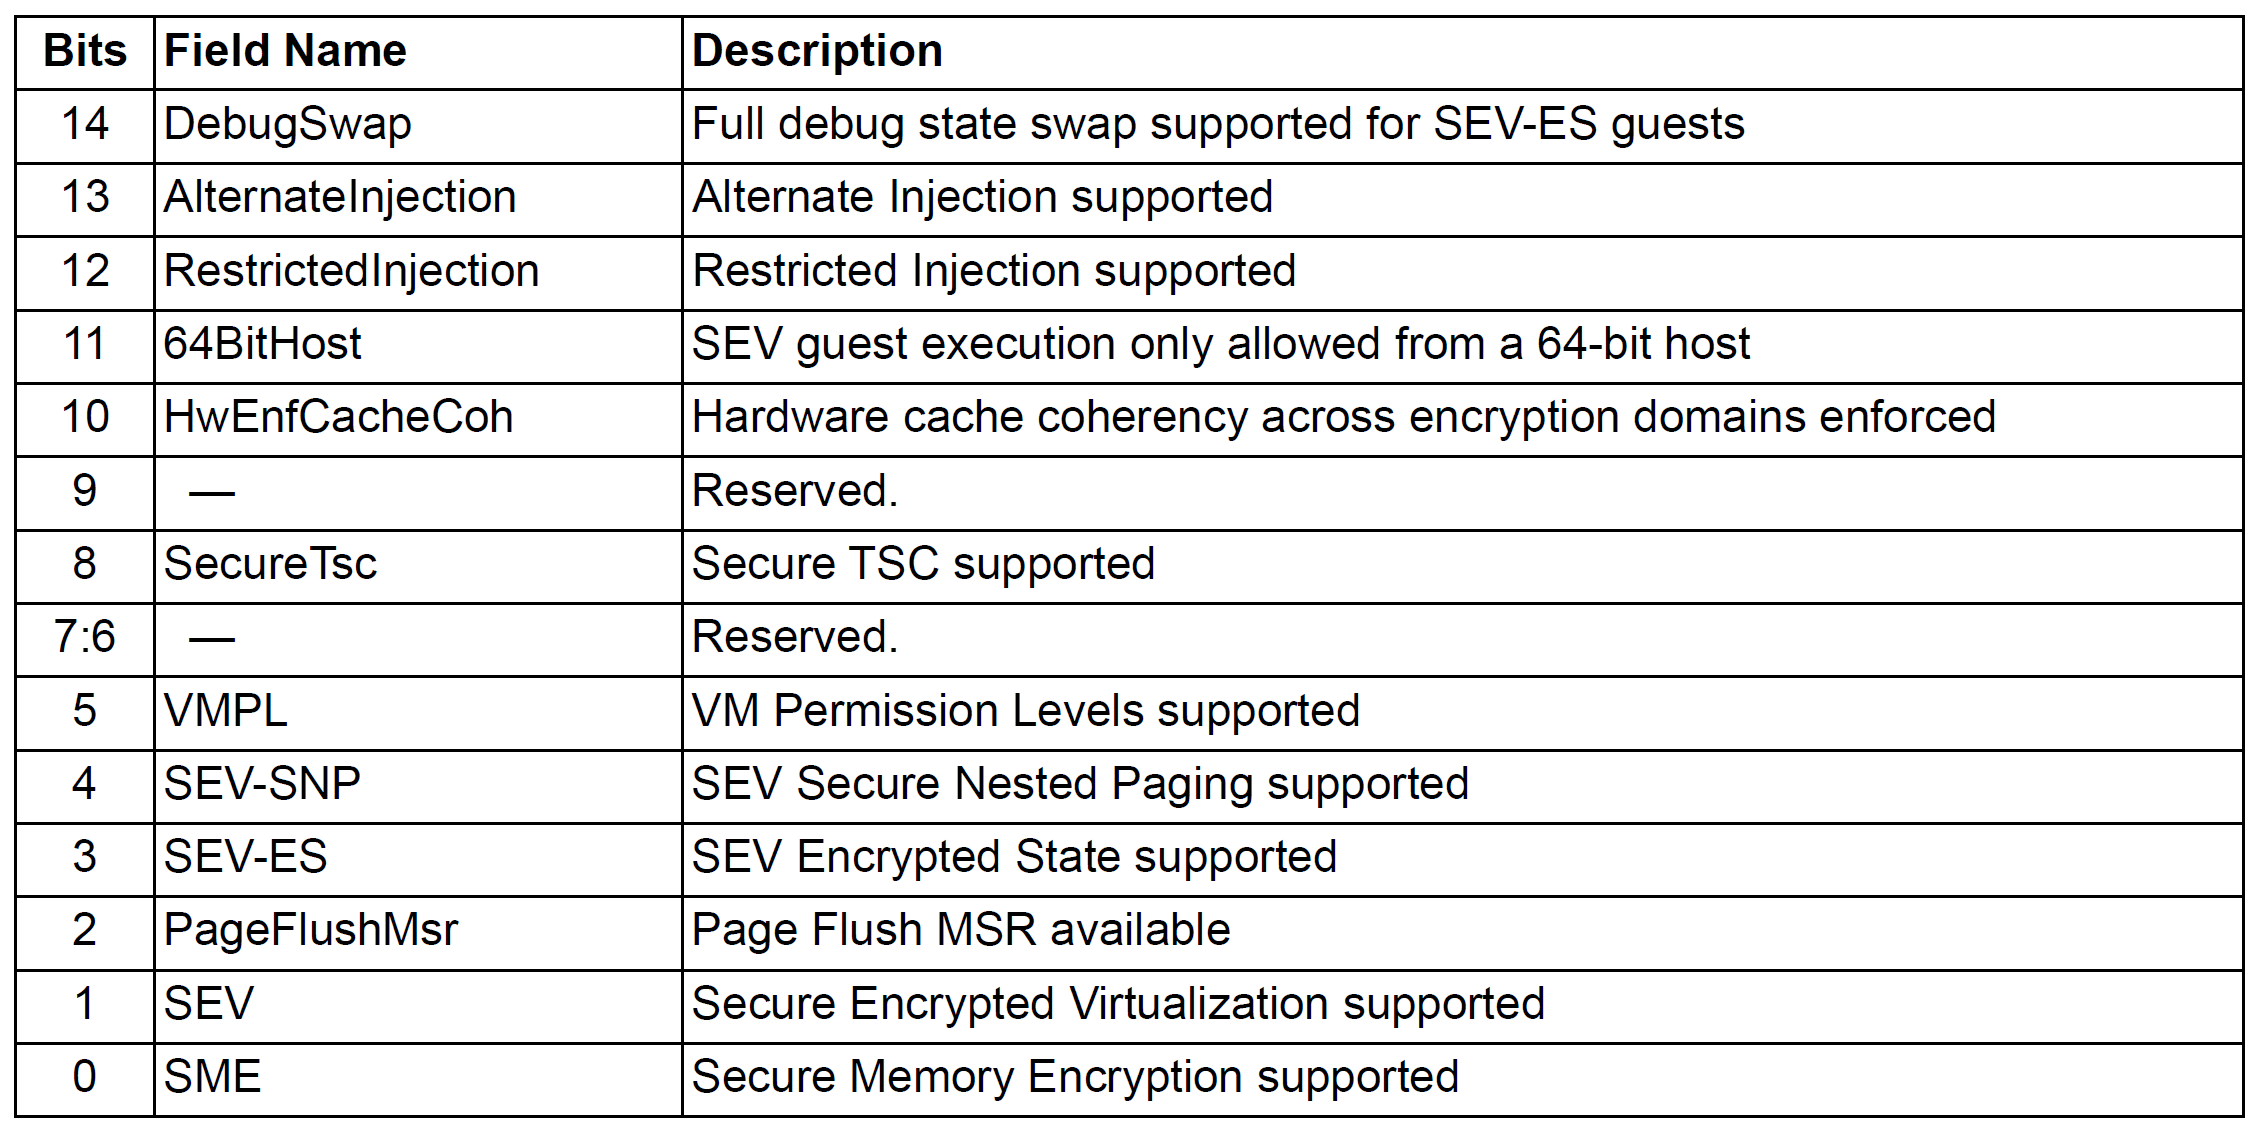 Bits Field Name Description
14 DebugSwap Full debug state swap supported for SEV-ES guests
13 AlternateInjection Alternate Injection supported
12 RestrictedInjection Restricted Injection supported
11 64BitHost SEV guest execution only allowed from a 64-bit host
10 HwEnfCacheCoh Hardware cache coherency across encryption domains enforced
9 — Reserved.
8 SecureTsc Secure TSC supported
7:6 — Reserved.
5 VMPL VM Permission Levels supported
4 SEV-SNP SEV Secure Nested Paging supported
3 SEV-ES SEV Encrypted State supported
2 PageFlushMsr Page Flush MSR available
1 SEV Secure Encrypted Virtualization supported
0 SME Secure Memory Encryption supported